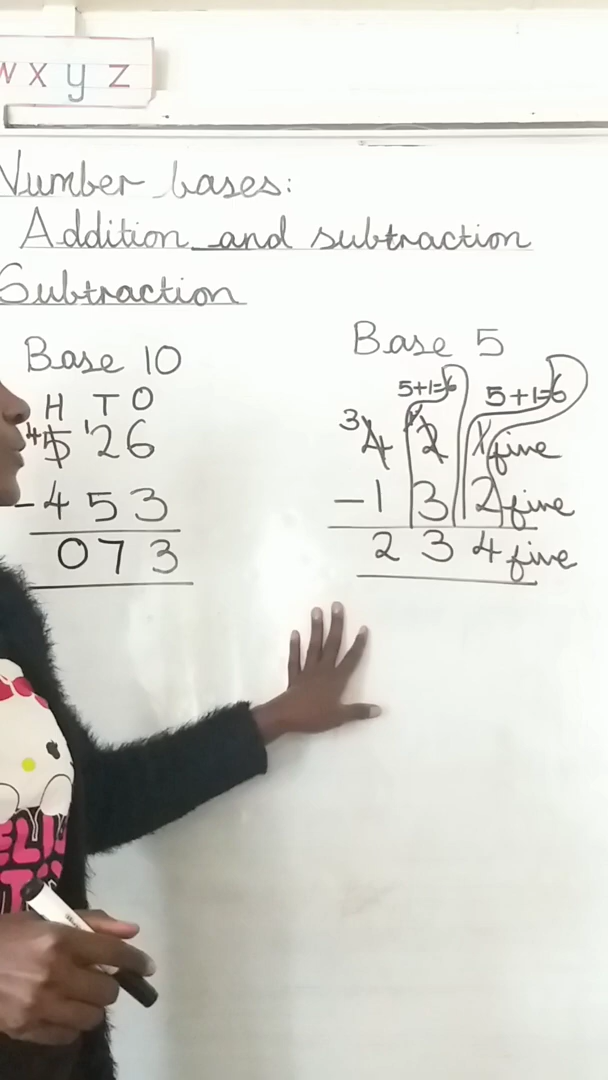 w x y z
Number bases:
Addition and subtraction
Subtraction
Base 10
H T O
4 5 1 2 6
- 4 5 3
0 7 3
Base 5
5+1=6 5+1=6
3 4 1 2 1 five
- 1 3 2 five
2 3 4 five